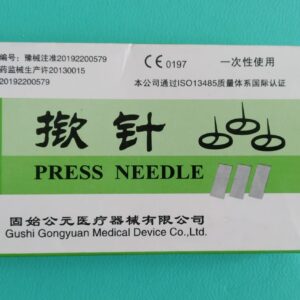 编号：豫械注准20192200579
药监械生产许20130015
20192200579
CE 0197 一次性使用
本公司通过ISO13485质量体系国际认证
揿针
PRESS NEEDLE
固始公元医疗器械有限公司
Gushi Gongyuan Medical Device Co.,Ltd.